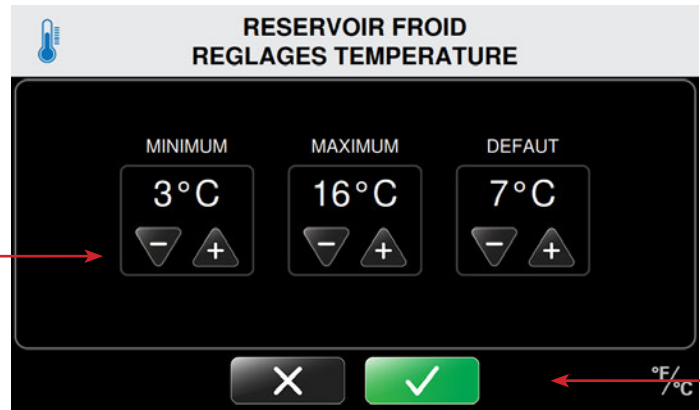 RESERVOIR FROID
REGLAGES TEMPERATURE
MINIMUM MAXIMUM DEFAUT
3°C 16°C 7°C
- + - + - +
°F/°C